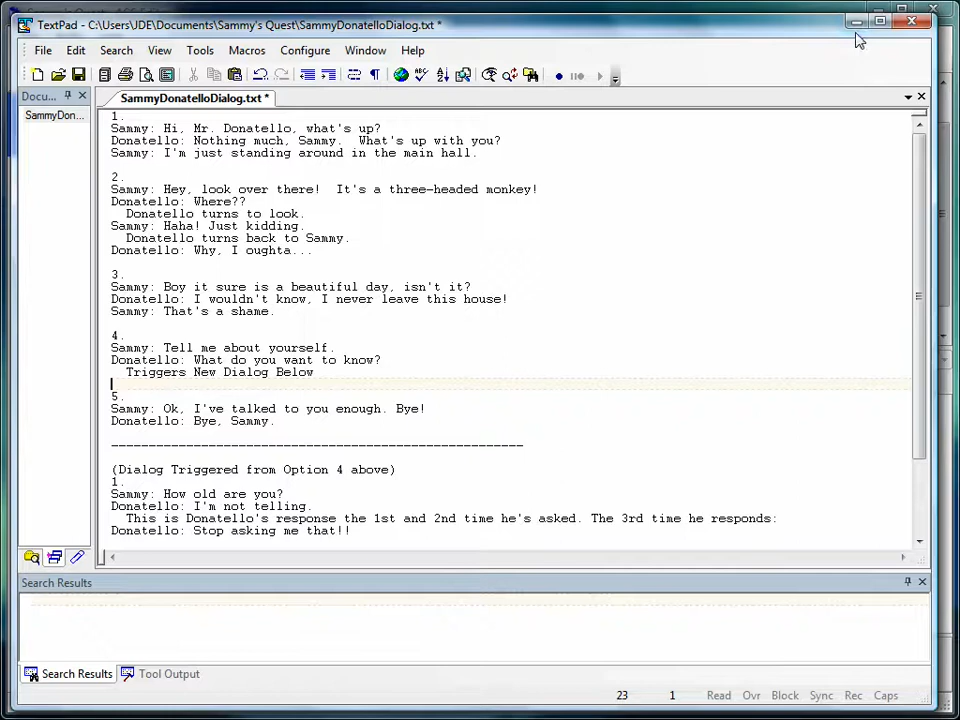 TextPad - C:\Users\JDE\Documents\Sammy's Quest\SammyDonatelloDialog.txt *
File Edit Search View Tools Macros Configure Window Help
Docu... SammyDonatelloDialog.txt *
SammyDon...
1.
Sammy: Hi, Mr. Donatello, what's up?
Donatello: Nothing much, Sammy.  What's up with you?
Sammy: I'm just standing around in the main hall.
2.
Sammy: Hey, look over there!  It's a three-headed monkey!
Donatello: Where??
Donatello turns to look.
Sammy: Haha! Just kidding.
Donatello turns back to Sammy.
Donatello: Why, I oughta...
3.
Sammy: Boy it sure is a beautiful day, isn't it?
Donatello: I wouldn't know, I never leave this house!
Sammy: That's a shame.
4.
Sammy: Tell me about yourself.
Donatello: What do you want to know?
Triggers New Dialog Below
5.
Sammy: Ok, I've talked to you enough. Bye!
Donatello: Bye, Sammy.
-------------------------------------------------------
(Dialog Triggered from Option 4 above)
1.
Sammy: How old are you?
Donatello: I'm not telling.
This is Donatello's response the 1st and 2nd time he's asked. The 3rd time he responds:
Donatello: Stop asking me that!!
Search Results
Search Results Tool Output
23 1 Read Ovr Block Sync Rec Caps